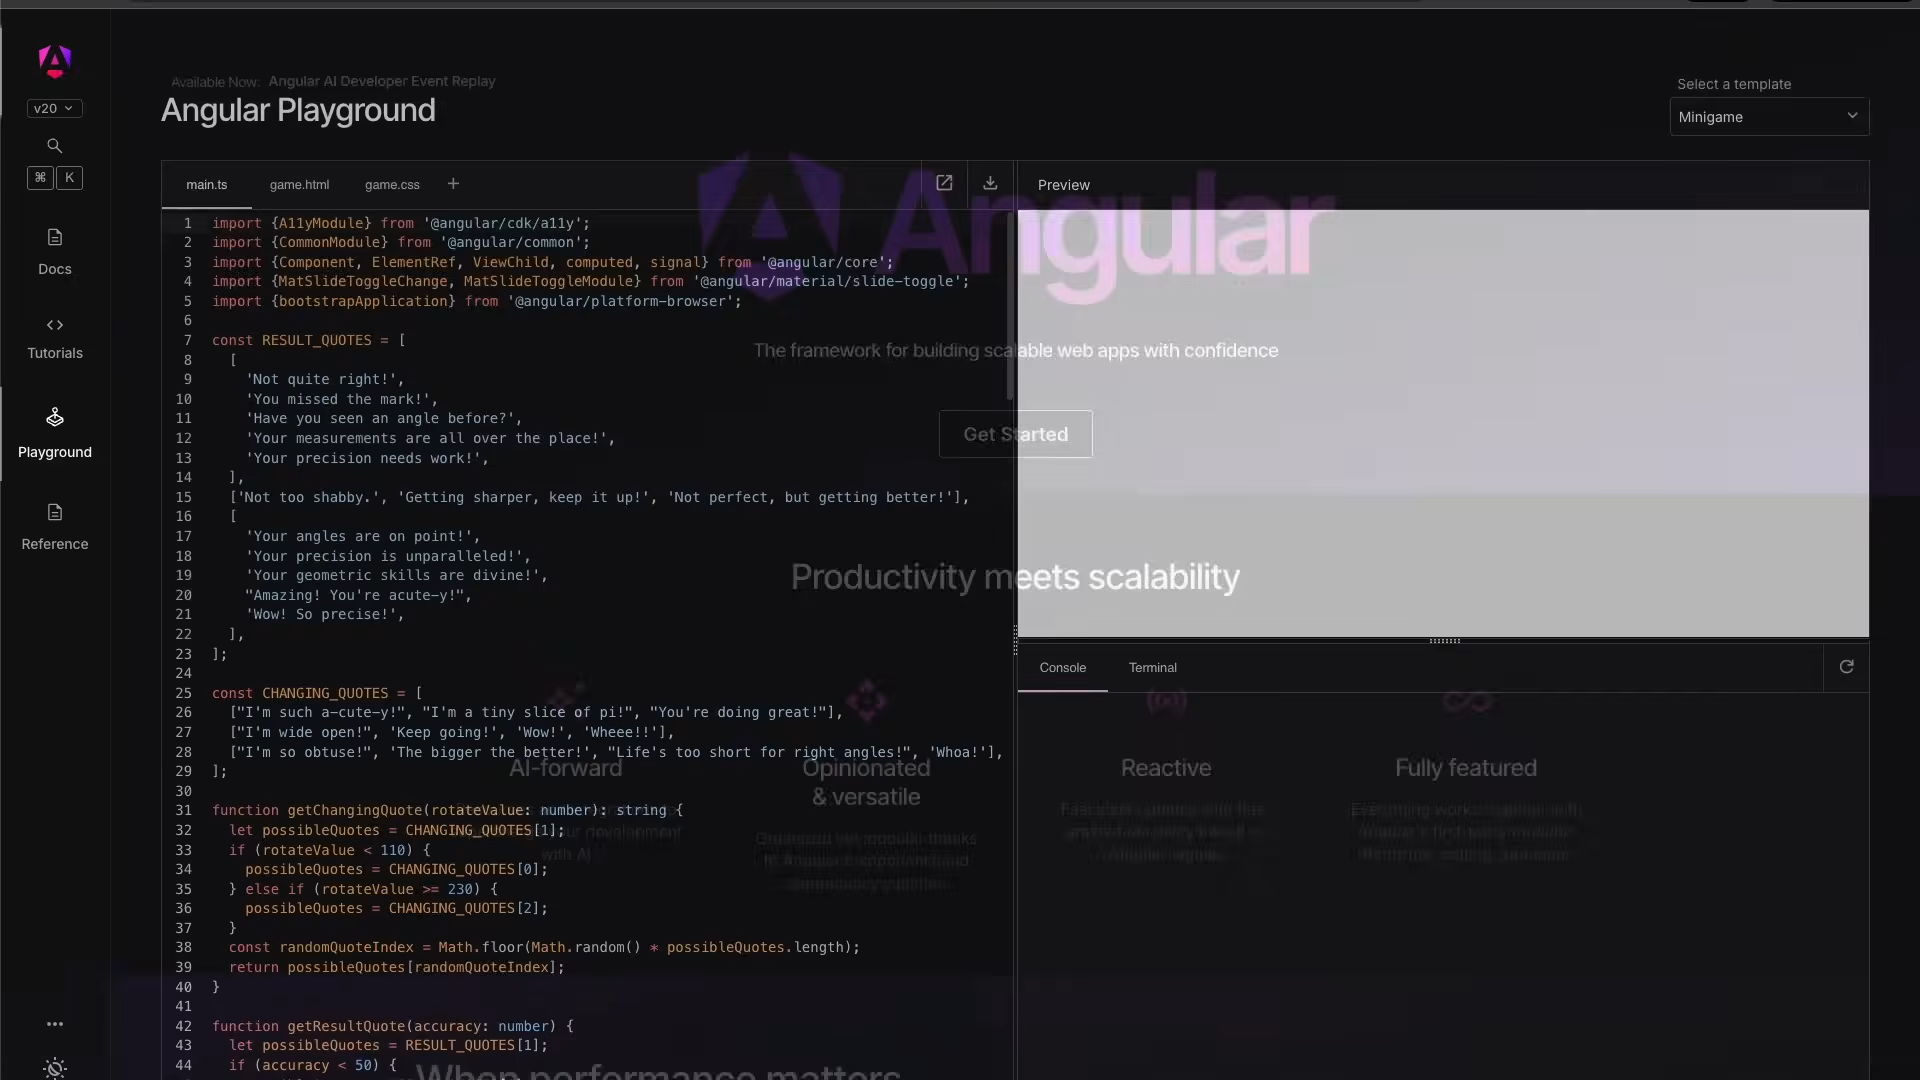 v20
⌘ K
Docs
Tutorials
Playground
Reference
Available Now: Angular AI Developer Event Replay
Angular Playground
Select a template
Minigame
main.ts game.html game.css +
1 import {A11yModule} from '@angular/cdk/a11y';
2 import {CommonModule} from '@angular/common';
3 import {Component, ElementRef, ViewChild, computed, signal} from '@angular/core';
4 import {MatSlideToggleChange, MatSlideToggleModule} from '@angular/material/slide-toggle';
5 import {bootstrapApplication} from '@angular/platform-browser';
6
7 const RESULT_QUOTES = [
8 [
9 'Not quite right!',
10 'You missed the mark!',
11 'Have you seen an angle before?',
12 'Your measurements are all over the place!',
13 'Your precision needs work!',
14 ],
15 ['Not too shabby.', 'Getting sharper, keep it up!', 'Not perfect, but getting better!'],
16 [
17 'Your angles are on point!',
18 'Your precision is unparalleled!',
19 'Your geometric skills are divine!',
20 "Amazing! You're acute-y!",
21 'Wow! So precise!',
22 ],
23 ];
24
25 const CHANGING_QUOTES = [
26 ["I'm such a-cute-y!", "I'm a tiny slice of pi!", "You're doing great!"],
27 ["I'm wide open!", 'Keep going!', 'Wow!', 'Wheee!!'],
28 ["I'm so obtuse!", 'The bigger the better!', "Life's too short for right angles!", 'Whoa!'],
29 ];
30
31 function getChangingQuote(rotateValue: number): string {
32 let possibleQuotes = CHANGING_QUOTES[1];
33 if (rotateValue < 110) {
34 possibleQuotes = CHANGING_QUOTES[0];
35 } else if (rotateValue >= 230) {
36 possibleQuotes = CHANGING_QUOTES[2];
37 }
38 const randomQuoteIndex = Math.floor(Math.random() * possibleQuotes.length);
39 return possibleQuotes[randomQuoteIndex];
40 }
41
42 function getResultQuote(accuracy: number) {
43 let possibleQuotes = RESULT_QUOTES[1];
44 if (accuracy < 50) {
Preview
Angular
The framework for building scalable web apps with confidence
Get Started
Productivity meets scalability
Console Terminal
AI-forward
development
with AI
Opinionated
& versatile
Reactive
Fully featured
When performance matters